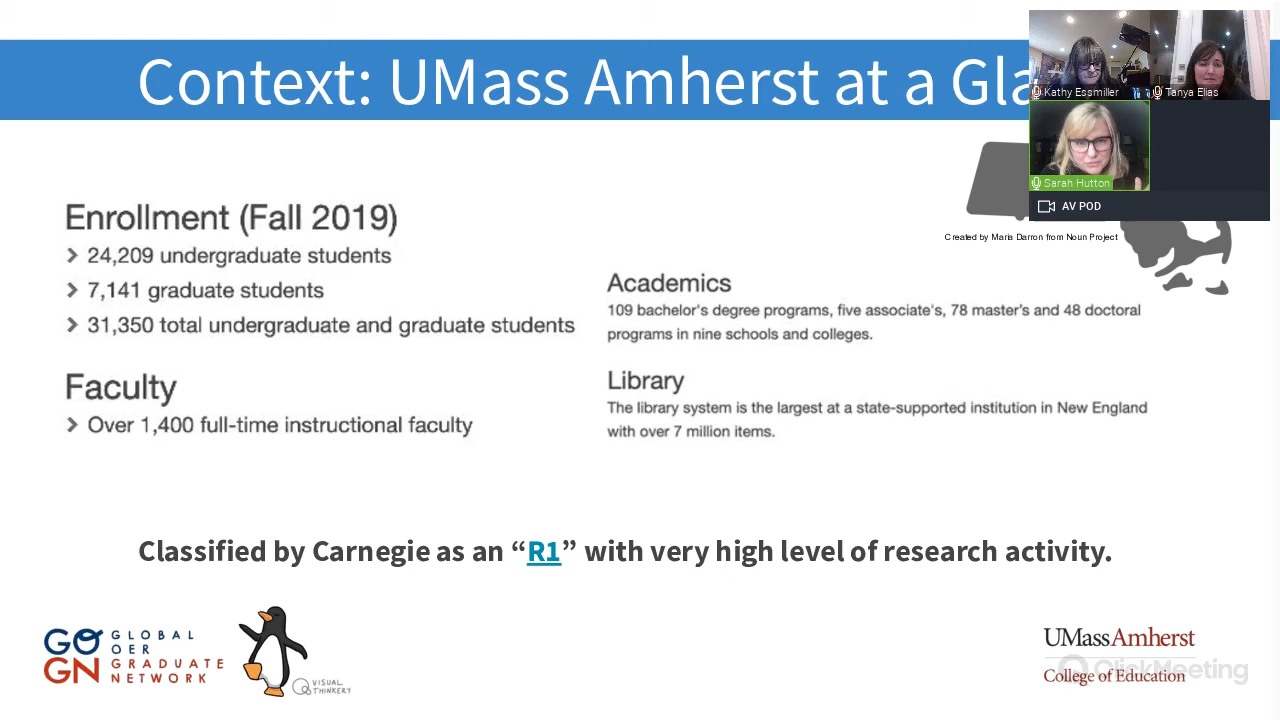 Context: UMass Amherst at a Gla
Kathy Essmiller
Tanya Elias
Sarah Hutton
AV POD
Created by Maria Darron from Noun Project
Enrollment (Fall 2019)
24,209 undergraduate students
7,141 graduate students
31,350 total undergraduate and graduate students
Faculty
Over 1,400 full-time instructional faculty
Academics
109 bachelor's degree programs, five associate's, 78 master's and 48 doctoral
programs in nine schools and colleges.
Library
The library system is the largest at a state-supported institution in New England
with over 7 million items.
Classified by Carnegie as an “R1” with very high level of research activity.
GO GN
GLOBAL
OER
GRADUATE
NETWORK
VISUAL
THINKERY
UMassAmherst
College of Education
ClickMeeting